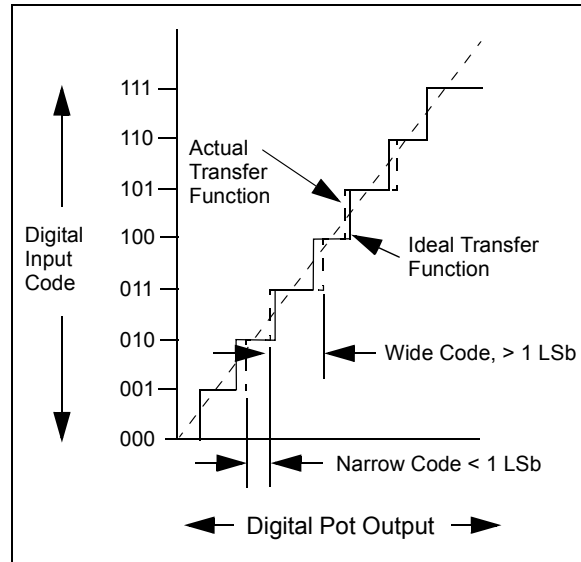 111
110
101
100
011
010
001
000
Digital
Input
Code
Actual
Transfer
Function
Ideal Transfer
Function
Wide Code, > 1 LSb
Narrow Code < 1 LSb
Digital Pot Output